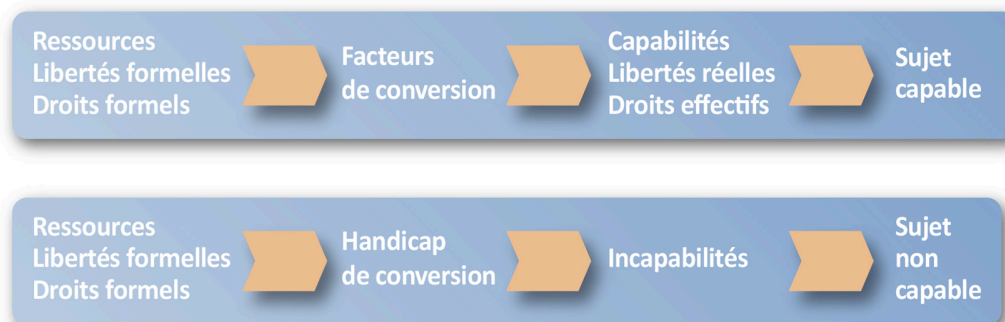 Ressources
Libertés formelles
Droits formels
Facteurs
de conversion
Capabilités
Libertés réelles
Droits effectifs
Sujet
capable
Ressources
Libertés formelles
Droits formels
Handicap
de conversion
Incapabilités
Sujet
non
capable